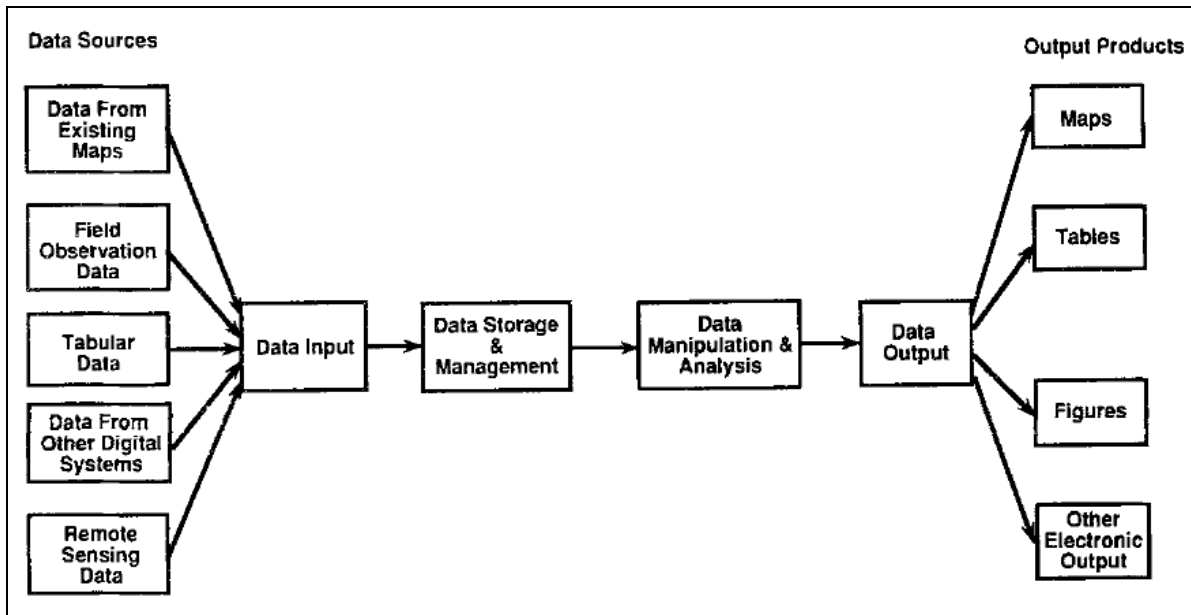 Data Sources
Output Products
Data From
Existing
Maps
Field
Observation
Data
Tabular
Data
Data From
Other Digital
Systems
Remote
Sensing
Data
Data Input
Data Storage
&
Management
Data
Manipulation &
Analysis
Data
Output
Maps
Tables
Figures
Other
Electronic
Output